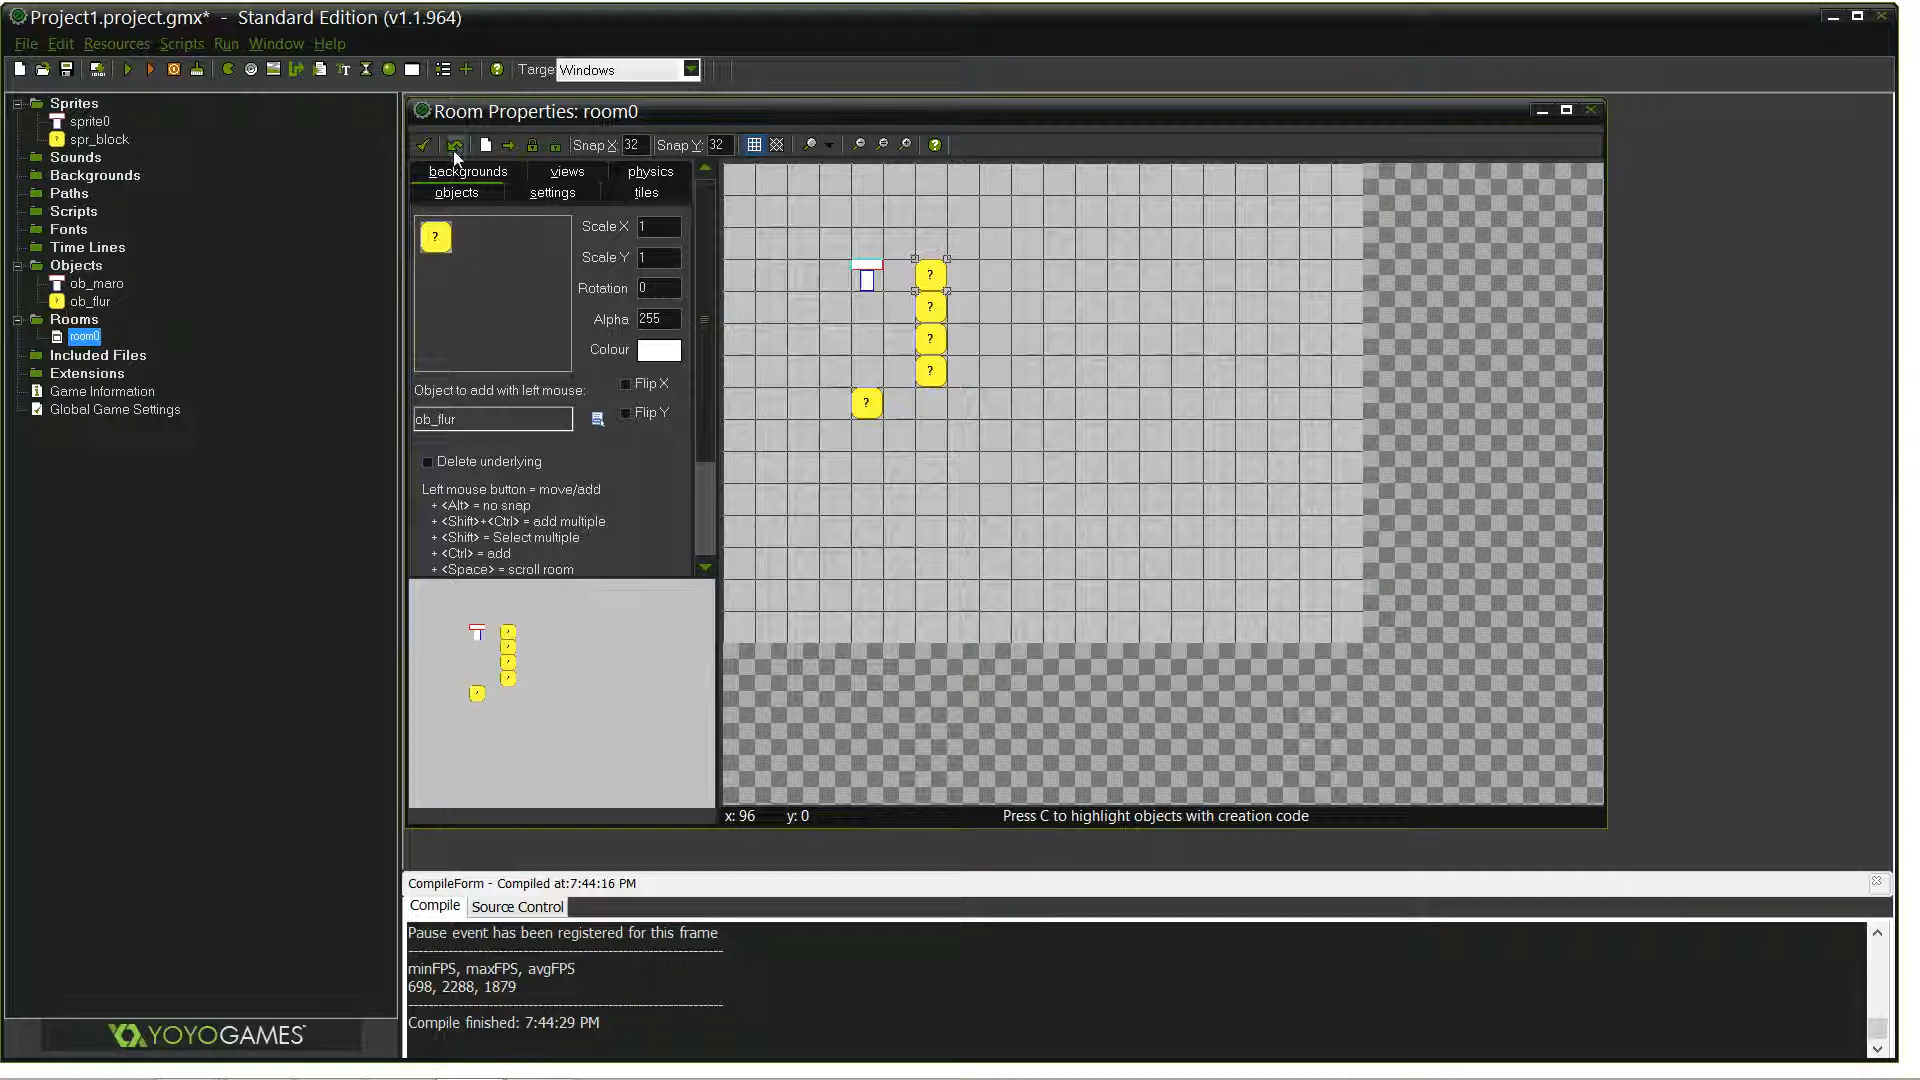 Project1.project.gmx* - Standard Edition (v1.1.964)
File Edit Resources Scripts Run Window Help
Targe Windows
Sprites
sprite0
spr_block
Sounds
Backgrounds
Paths
Scripts
Fonts
Time Lines
Objects
ob_maro
ob_flur
Rooms
room0
Included Files
Extensions
Game Information
Global Game Settings
YOYOGAMES
Room Properties: room0
Snap X: 32 Snap Y: 32
backgrounds views physics
objects settings tiles
?
Scale X 1
Scale Y 1
Rotation 0
Alpha 255
Colour
Object to add with left mouse:
Flip X
ob_flur
Flip Y
Delete underlying
Left mouse button = move/add
+ <Alt> = no snap
+ <Shift>+<Ctrl> = add multiple
+ <Shift> = Select multiple
+ <Ctrl> = add
+ <Space> = scroll room
?
?
?
?
?
x: 96 y: 0 Press C to highlight objects with creation code
CompileForm - Compiled at:7:44:16 PM
Compile Source Control
Pause event has been registered for this frame
minFPS, maxFPS, avgFPS
698, 2288, 1879
Compile finished: 7:44:29 PM